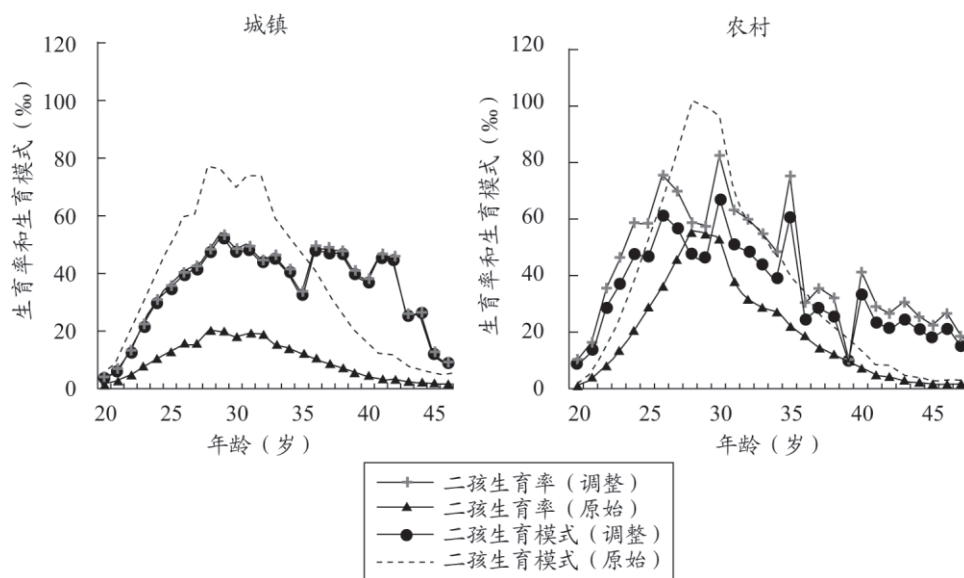 城镇
生育率和生育模式（‰）
120
100
80
60
40
20
0
20 25 30 35 40 45
年龄（岁）
农村
生育率和生育模式（‰）
120
100
80
60
40
20
0
20 25 30 35 40 45
年龄（岁）
二孩生育率（调整）
二孩生育率（原始）
二孩生育模式（调整）
二孩生育模式（原始）